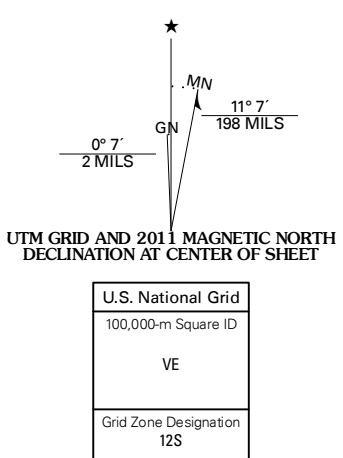 ★
MN
11° 7´
198 MILS
GN
0° 7´
2 MILS
UTM GRID AND 2011 MAGNETIC NORTH
DECLINATION AT CENTER OF SHEET
U.S. National Grid
100,000-m Square ID
VE
Grid Zone Designation
12S